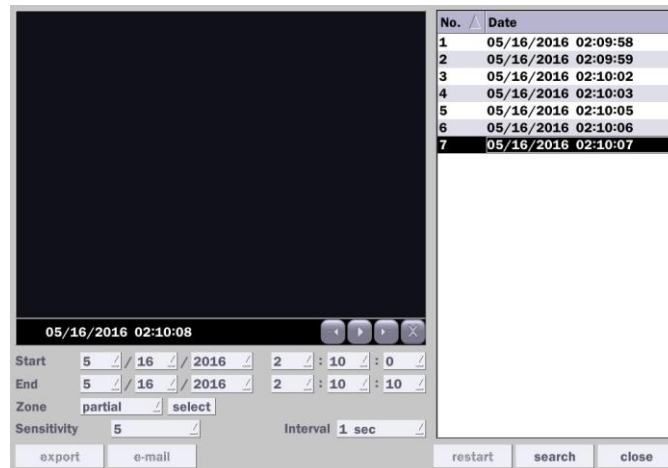 No. Date
1 05/16/2016 02:09:58
2 05/16/2016 02:09:59
3 05/16/2016 02:10:02
4 05/16/2016 02:10:03
5 05/16/2016 02:10:05
6 05/16/2016 02:10:06
7 05/16/2016 02:10:07
05/16/2016 02:10:08
Start 5 / 16 / 2016 2 : 10 : 0
End 5 / 16 / 2016 2 : 10 : 10
Zone partial select
Sensitivity 5 Interval 1 sec
export e-mail restart search close